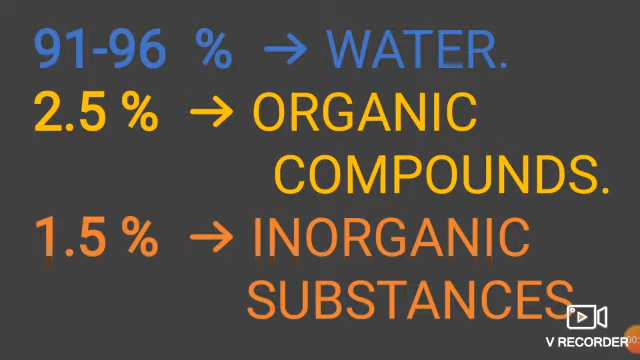 91-96 % → WATER.
2.5 % → ORGANIC
COMPOUNDS.
1.5 % → INORGANIC
SUBSTANCES
V RECORDER